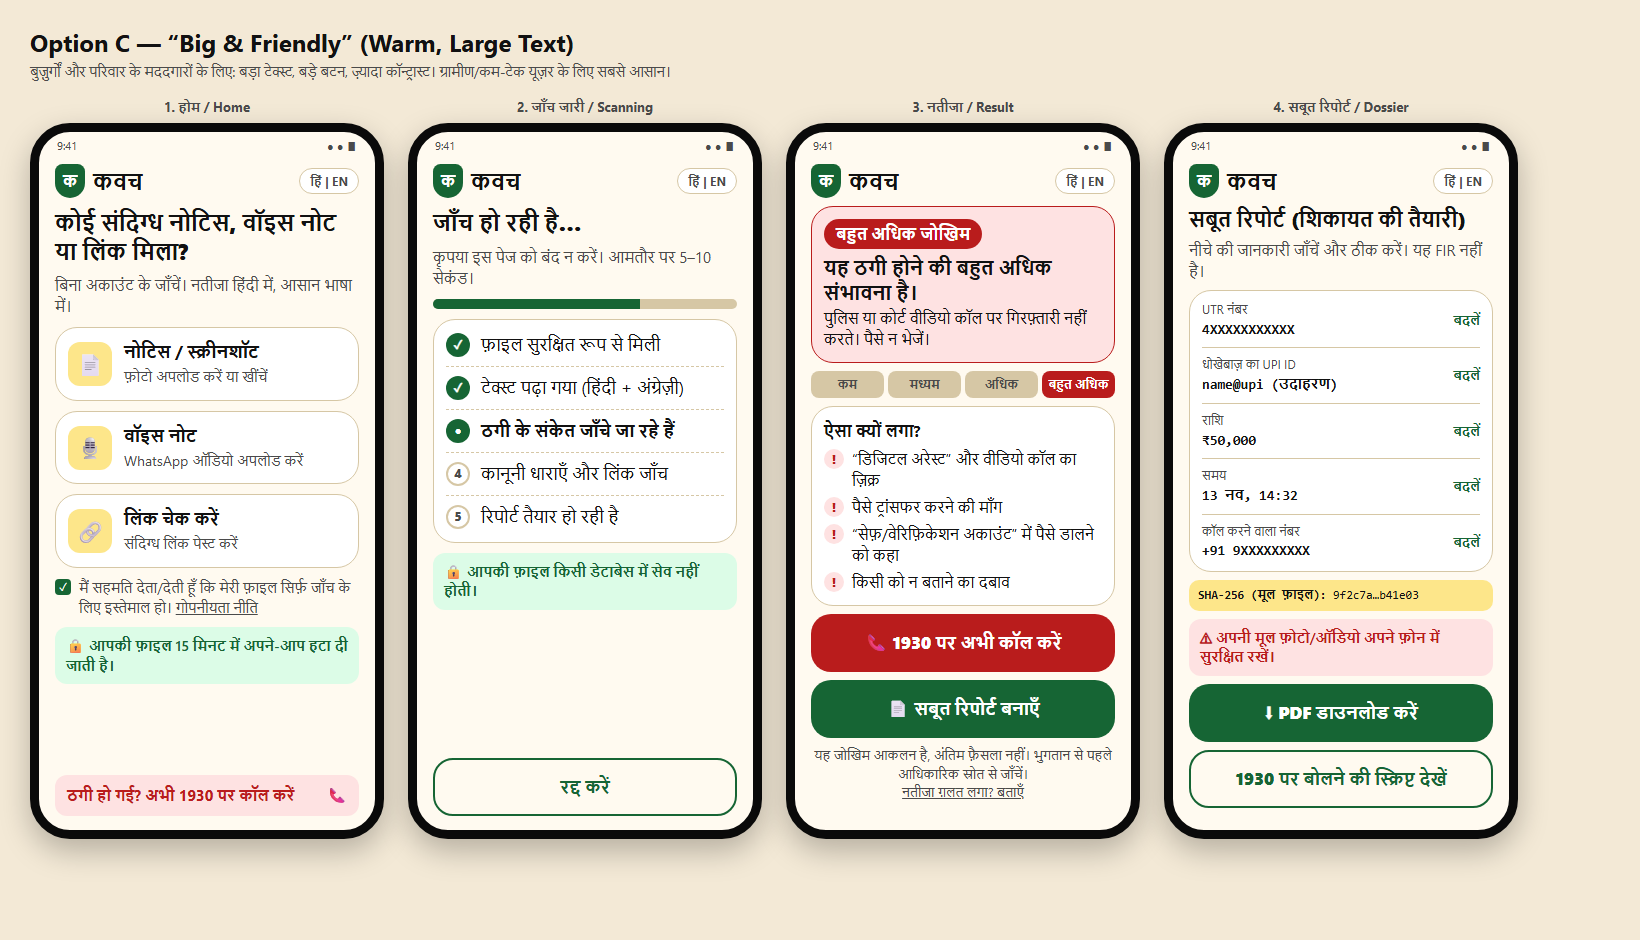 Option C — “Big & Friendly” (Warm, Large Text)
बुज़ुर्गों और परिवार के मददगारों के लिए: बड़ा टेक्स्ट, बड़े बटन, ज़्यादा कॉन्ट्रास्ट। ग्रामीण/कम-टेक यूज़र के लिए सबसे आसान।
1. होम / Home
9:41
क कवच
हिं | EN
कोई संदिग्ध नोटिस, वॉइस नोट
या लिंक मिला?
बिना अकाउंट के जाँचें। नतीजा हिंदी में, आसान भाषा
में।
नोटिस / स्क्रीनशॉट
फ़ोटो अपलोड करें या खींचें
वॉइस नोट
WhatsApp ऑडियो अपलोड करें
लिंक चेक करें
संदिग्ध लिंक पेस्ट करें
मैं सहमति देता/देती हूँ कि मेरी फ़ाइल सिर्फ़ जाँच के
लिए इस्तेमाल हो। गोपनीयता नीति
आपकी फ़ाइल 15 मिनट में अपने-आप हटा दी
जाती है।
ठगी हो गई? अभी 1930 पर कॉल करें
2. जाँच जारी / Scanning
9:41
क कवच
हिं | EN
जाँच हो रही है...
कृपया इस पेज को बंद न करें। आमतौर पर 5–10
सेकंड।
फ़ाइल सुरक्षित रूप से मिली
टेक्स्ट पढ़ा गया (हिंदी + अंग्रेज़ी)
ठगी के संकेत जाँचे जा रहे हैं
4 कानूनी धाराएँ और लिंक जाँच
5 रिपोर्ट तैयार हो रही है
आपकी फ़ाइल किसी डेटाबेस में सेव नहीं
होती।
रद्द करें
3. नतीजा / Result
9:41
क कवच
हिं | EN
बहुत अधिक जोखिम
यह ठगी होने की बहुत अधिक
संभावना है।
पुलिस या कोर्ट वीडियो कॉल पर गिरफ़्तारी नहीं
करते। पैसे न भेजें।
कम मध्यम अधिक बहुत अधिक
ऐसा क्यों लगा?
! “डिजिटल अरेस्ट” और वीडियो कॉल का
ज़िक्र
! पैसे ट्रांसफर करने की माँग
! “सेफ़/वेरिफ़िकेशन अकाउंट” में पैसे डालने
को कहा
! किसी को न बताने का दबाव
1930 पर अभी कॉल करें
सबूत रिपोर्ट बनाएँ
यह जोखिम आकलन है, अंतिम फ़ैसला नहीं। भुगतान से पहले
आधिकारिक स्रोत से जाँचें।
नतीजा ग़लत लगा? बताएँ
4. सबूत रिपोर्ट / Dossier
9:41
क कवच
हिं | EN
सबूत रिपोर्ट (शिकायत की तैयारी)
नीचे की जानकारी जाँचें और ठीक करें। यह FIR नहीं
है।
UTR नंबर
4XXXXXXXXXXX
बदलें
धोखेबाज़ का UPI ID
name@upi (उदाहरण)
बदलें
राशि
₹50,000
बदलें
समय
13 नव, 14:32
बदलें
कॉल करने वाला नंबर
+91 9XXXXXXXXX
बदलें
SHA-256 (मूल फ़ाइल): 9f2c7a…b41e03
⚠ अपनी मूल फ़ोटो/ऑडियो अपने फ़ोन में
सुरक्षित रखें।
⬇ PDF डाउनलोड करें
1930 पर बोलने की स्क्रिप्ट देखें